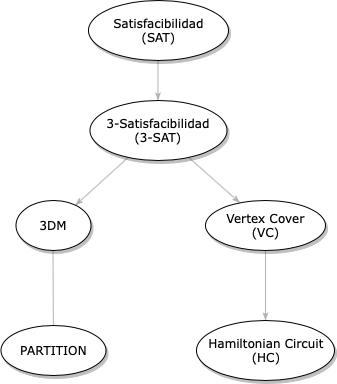 Satisfacibilidad
(SAT)
3-Satisfacibilidad
(3-SAT)
3DM
Vertex Cover
(VC)
PARTITION
Hamiltonian Circuit
(HC)